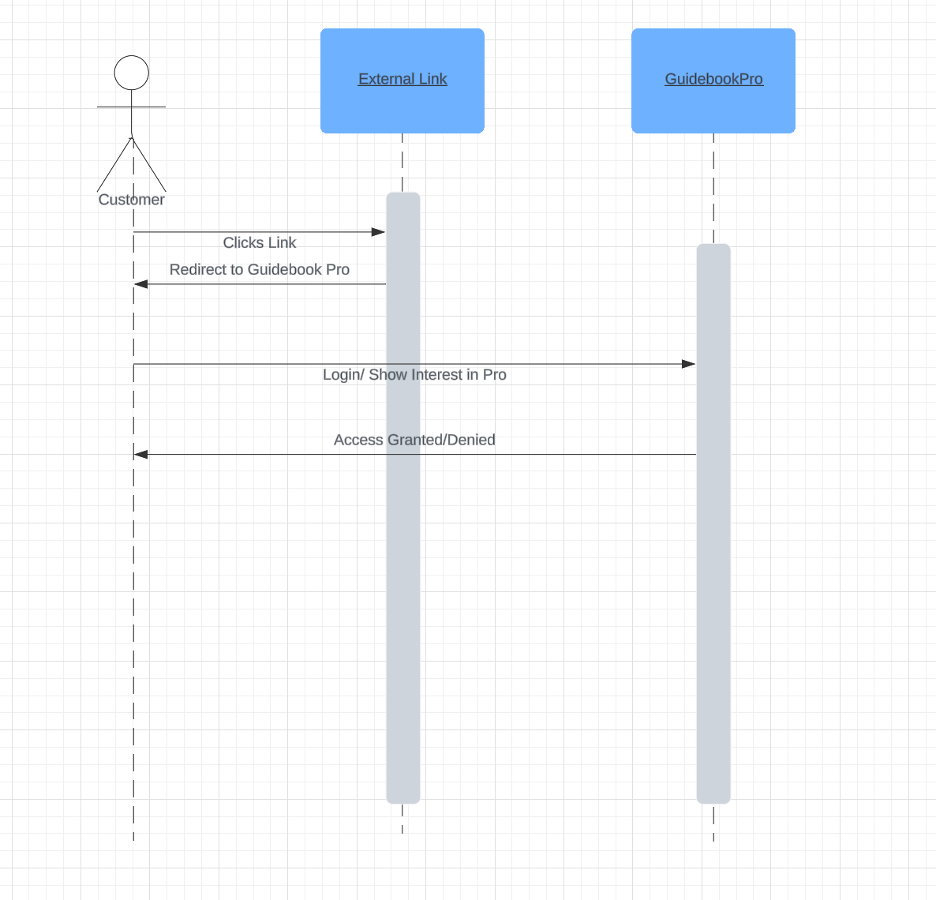 External Link
GuidebookPro
Customer
Clicks Link
Redirect to Guidebook Pro
Login/ Show Interest in Pro
Access Granted/Denied